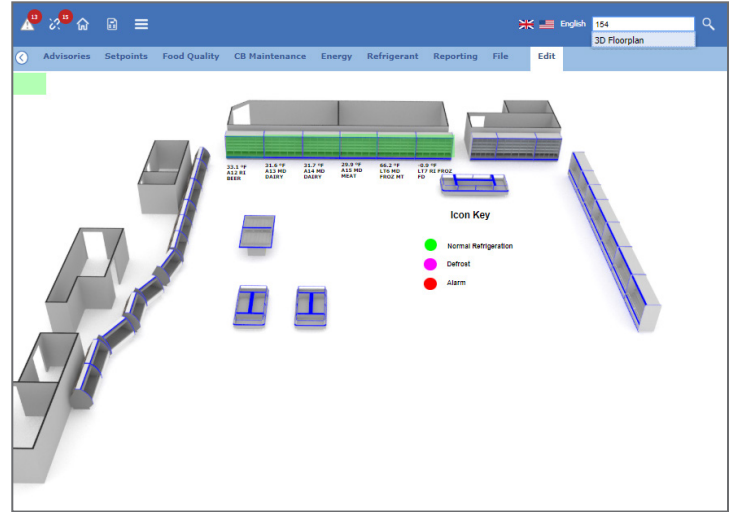 13
15
English
154
3D Floorplan
Advisories Setpoints Food Quality CB Maintenance Energy Refrigerant Reporting File Edit
33.1 °F
A12 RI
BEER
31.6 °F
A13 MD
DAIRY
31.7 °F
A14 MD
DAIRY
29.9 °F
A15 MD
MEAT
66.2 °F
LT6 MD
FROZ MT
-0.9 °F
LT7 RI FROZ
FD
Icon Key
Normal Refrigeration
Defrost
Alarm